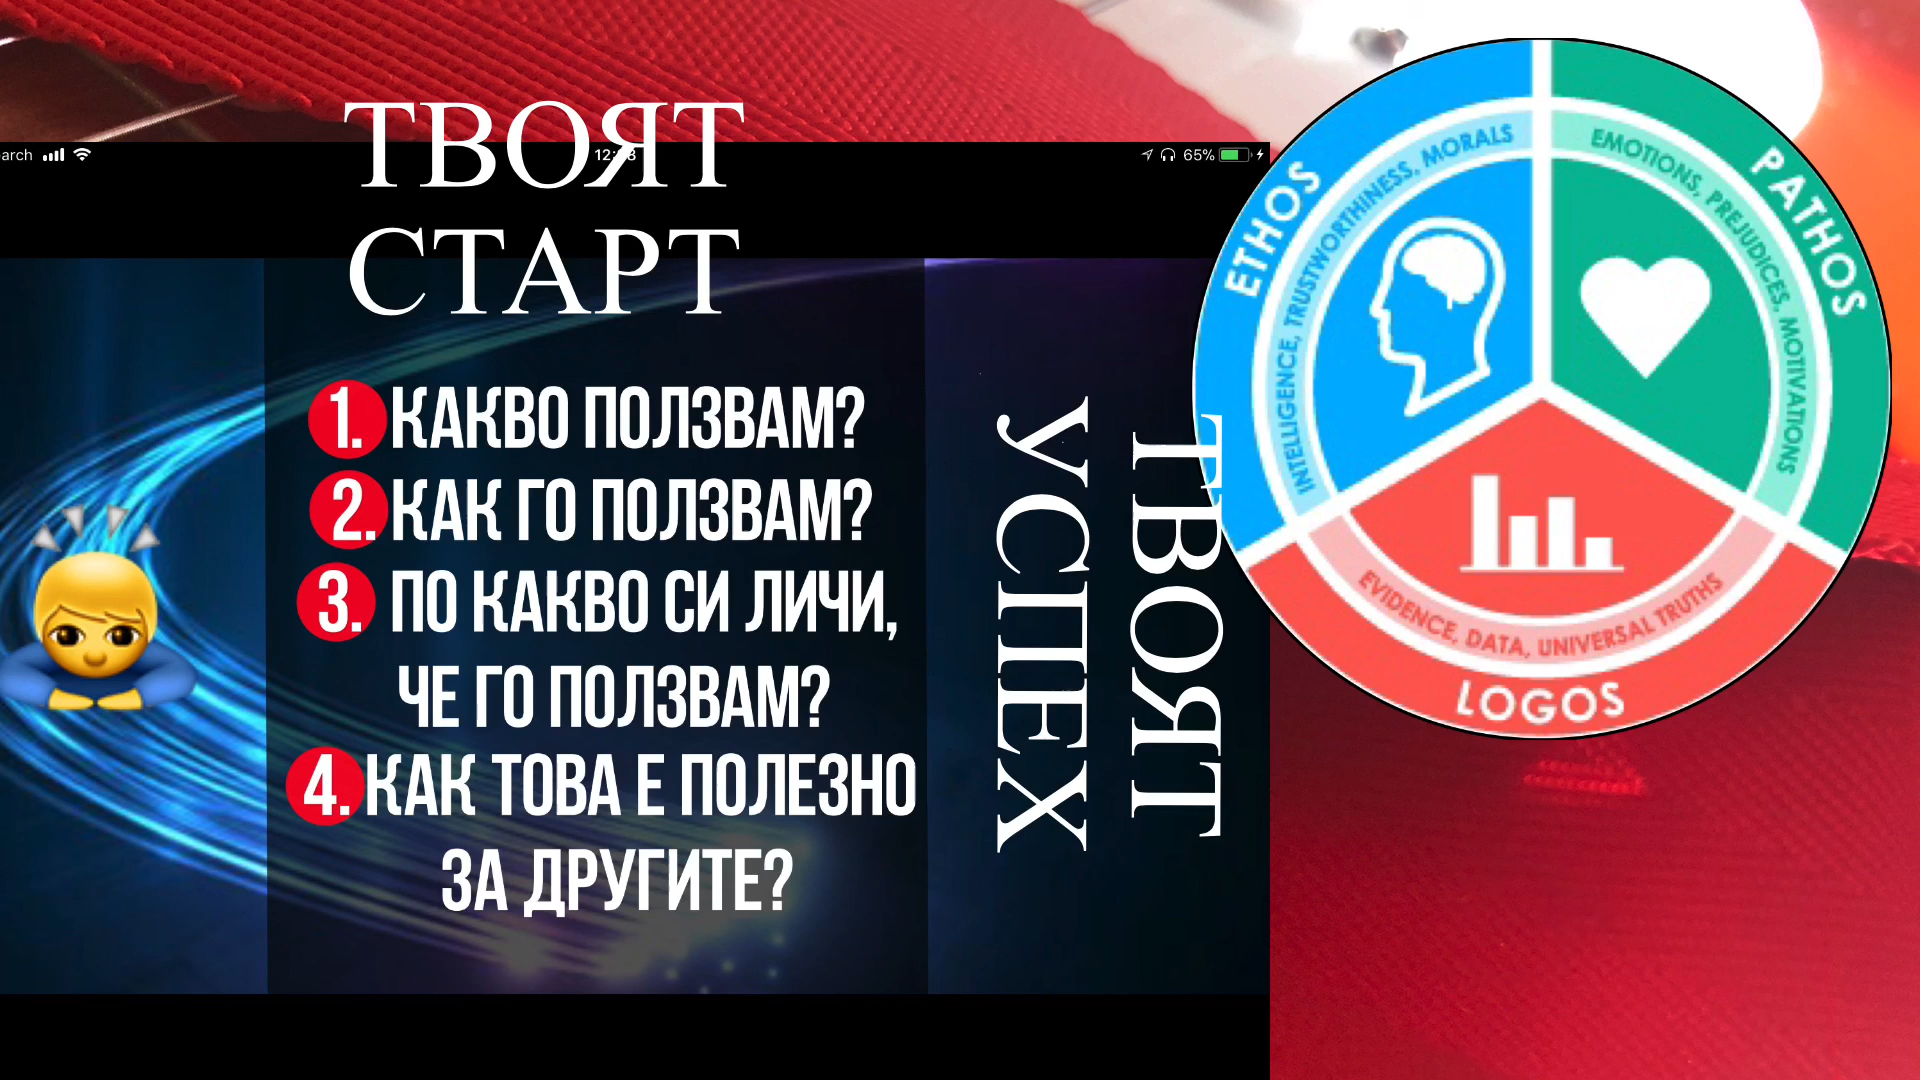 ТВОЯТ
СТАРТ
arch
65%
1. КАКВО ПОЛЗВАМ?
2. КАК ГО ПОЛЗВАМ?
3. ПО КАКВО СИ ЛИЧИ,
ЧЕ ГО ПОЛЗВАМ?
4. КАК ТОВА Е ПОЛЕЗНО
ЗА ДРУГИТЕ?
ТВОЯТ
УСПЕХ
ETHOS
INTELLIGENCE, TRUSTWORTHINESS, MORALS
PATHOS
EMOTIONS, PREJUDICES, MOTIVATIONS
EVIDENCE, DATA, UNIVERSAL TRUTHS
LOGOS